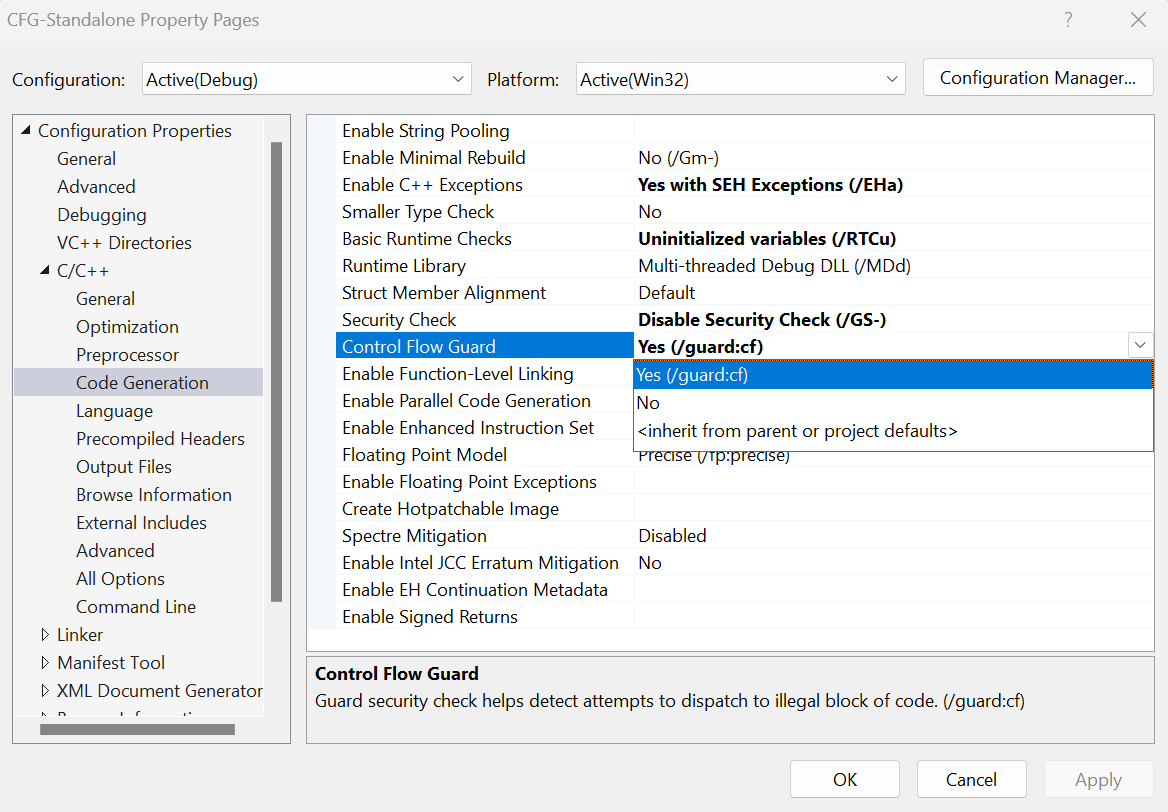 CFG-Standalone Property Pages
?
Configuration: Active(Debug) Platform: Active(Win32) Configuration Manager...
Configuration Properties
General
Advanced
Debugging
VC++ Directories
C/C++
General
Optimization
Preprocessor
Code Generation
Language
Precompiled Headers
Output Files
Browse Information
External Includes
Advanced
All Options
Command Line
Linker
Manifest Tool
XML Document Generator
Enable String Pooling
Enable Minimal Rebuild No (/Gm-)
Enable C++ Exceptions Yes with SEH Exceptions (/EHa)
Smaller Type Check No
Basic Runtime Checks Uninitialized variables (/RTCu)
Runtime Library Multi-threaded Debug DLL (/MDd)
Struct Member Alignment Default
Security Check Disable Security Check (/GS-)
Control Flow Guard Yes (/guard:cf)
Enable Function-Level Linking Yes (/guard:cf)
Enable Parallel Code Generation No
Enable Enhanced Instruction Set <inherit from parent or project defaults>
Floating Point Model Precise (/fp:precise)
Enable Floating Point Exceptions
Create Hotpatchable Image
Spectre Mitigation Disabled
Enable Intel JCC Erratum Mitigation No
Enable EH Continuation Metadata
Enable Signed Returns
Control Flow Guard
Guard security check helps detect attempts to dispatch to illegal block of code. (/guard:cf)
OK Cancel Apply